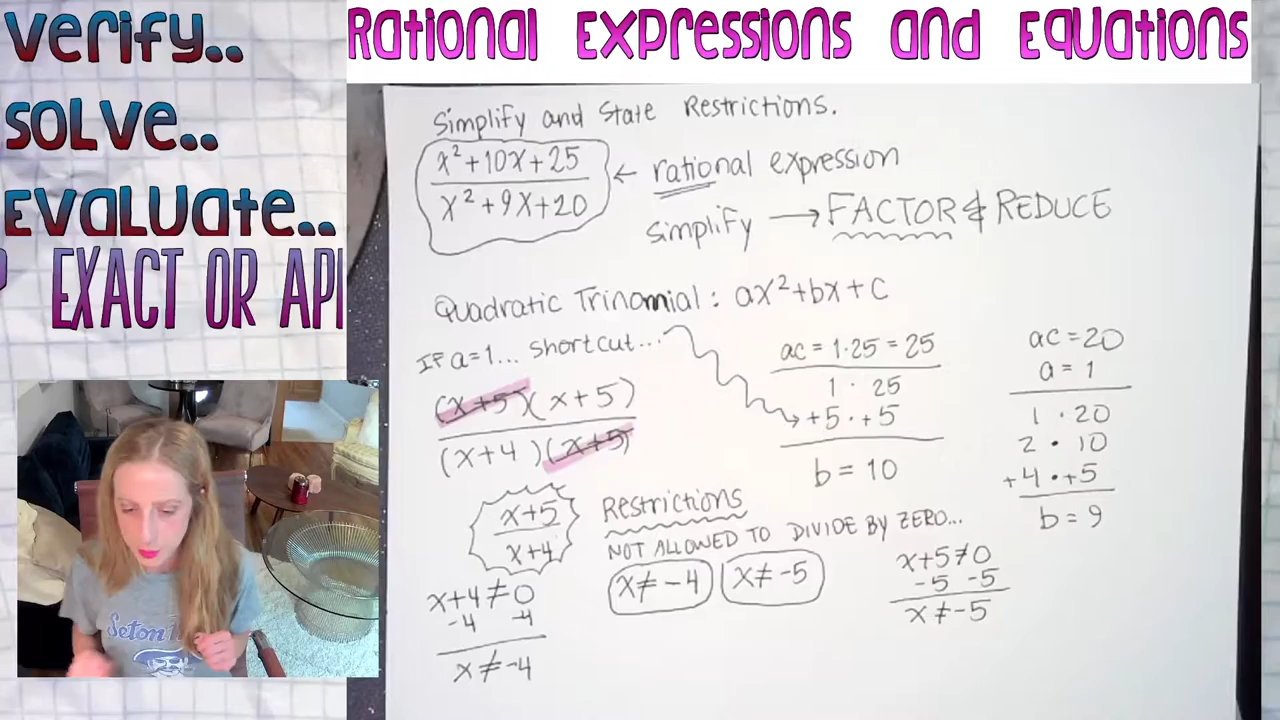 Verify..
Solve..
Evaluate..
EXACT OR
Rational Expressions and Equations
Simplify and State Restrictions.
x²+10x+25
x²+9x+20
← rational expression
simplify → FACTOR & REDUCE
Quadratic Trinomial: ax²+bx+c
If a=1... shortcut...
(x+5)(x+5)
(x+4)(x+5)
ac = 1·25 = 25
1 · 25
+5 · +5
b = 10
ac = 20
a = 1
1 · 20
2 · 10
+4 · +5
b = 9
x+5
x+4
Restrictions
NOT ALLOWED TO DIVIDE BY ZERO...
x≠-4 x≠-5
x+4≠0
-4 -4
x≠-4
x+5≠0
-5 -5
x≠-5
Seton